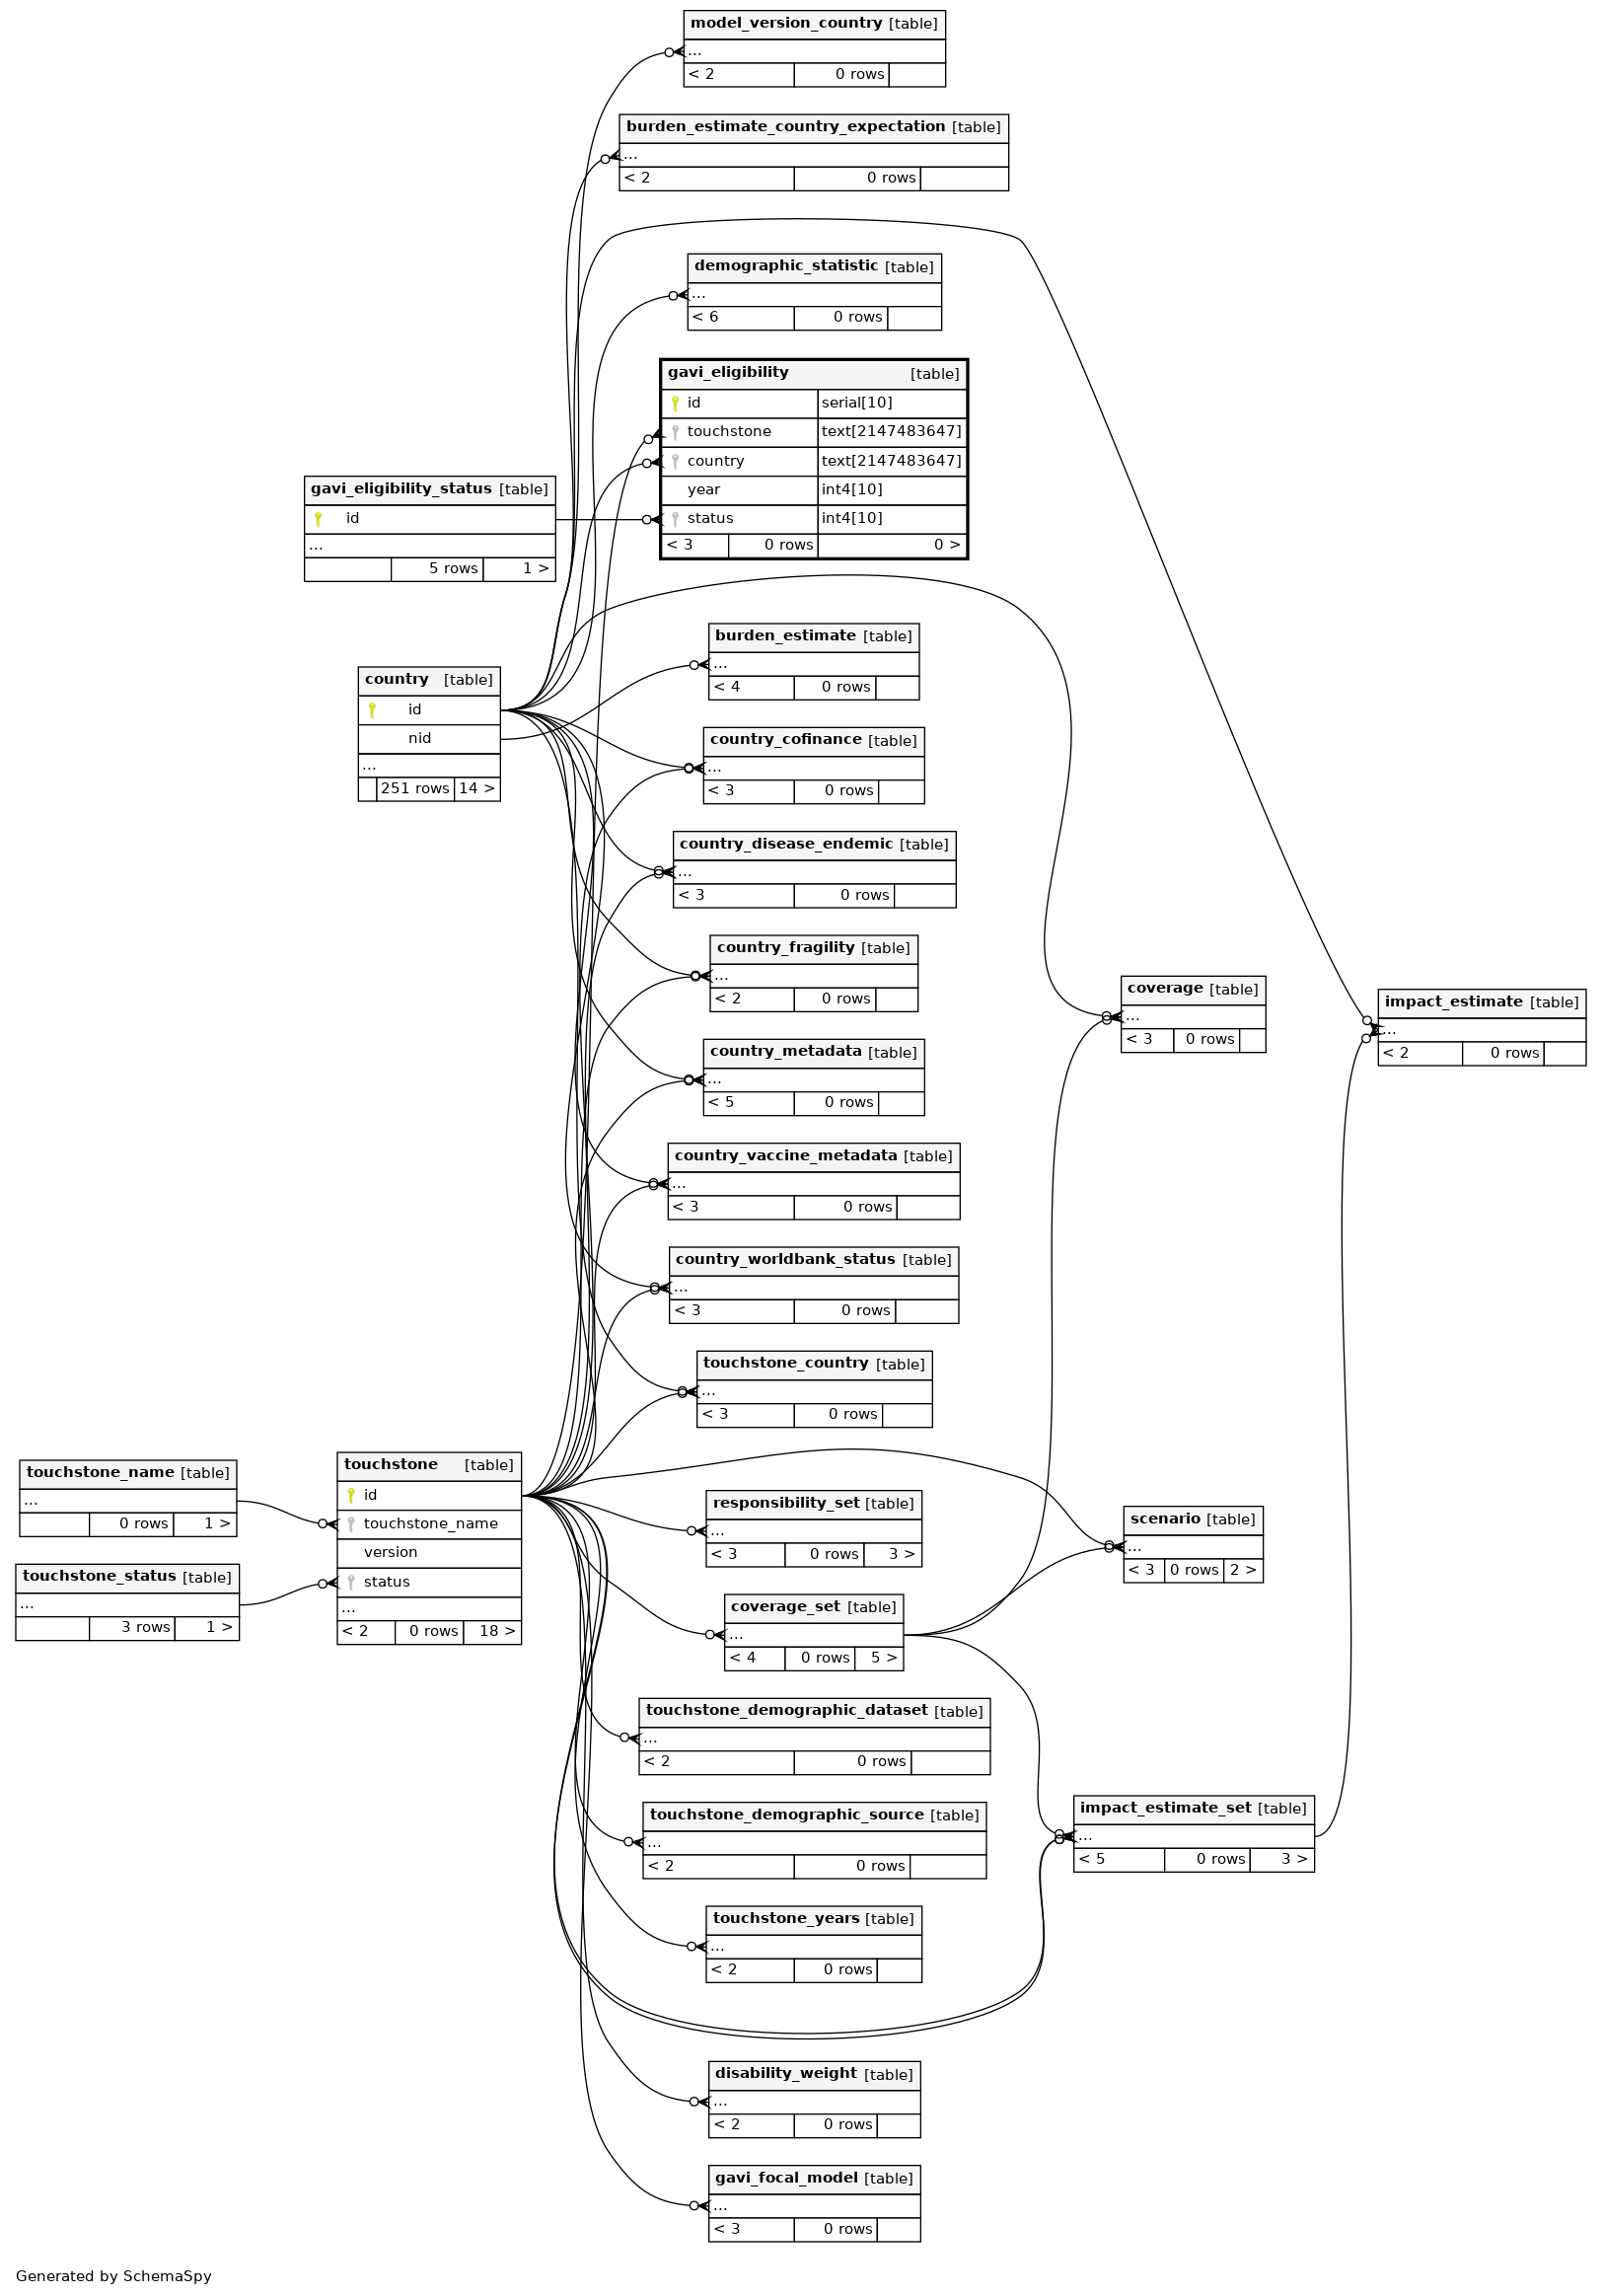 model_version_country [table]
...
< 2 0 rows
burden_estimate_country_expectation [table]
...
< 2 0 rows
demographic_statistic [table]
...
< 6 0 rows
gavi_eligibility [table]
id serial[10]
touchstone text[2147483647]
country text[2147483647]
year int4[10]
status int4[10]
< 3 0 rows 0 >
gavi_eligibility_status [table]
id
...
5 rows 1 >
burden_estimate [table]
...
< 4 0 rows
country [table]
id
nid
...
251 rows 14 >
country_cofinance [table]
...
< 3 0 rows
country_disease_endemic [table]
...
< 3 0 rows
country_fragility [table]
...
< 2 0 rows
coverage [table]
...
< 3 0 rows
impact_estimate [table]
...
< 2 0 rows
country_metadata [table]
...
< 5 0 rows
country_vaccine_metadata [table]
...
< 3 0 rows
country_worldbank_status [table]
...
< 3 0 rows
touchstone_country [table]
...
< 3 0 rows
touchstone_name [table]
...
0 rows 1 >
touchstone_status [table]
...
3 rows 1 >
touchstone [table]
id
touchstone_name
version
status
...
< 2 0 rows 18 >
responsibility_set [table]
...
< 3 0 rows 3 >
scenario [table]
...
< 3 0 rows 2 >
coverage_set [table]
...
< 4 0 rows 5 >
touchstone_demographic_dataset [table]
...
< 2 0 rows
touchstone_demographic_source [table]
...
< 2 0 rows
impact_estimate_set [table]
...
< 5 0 rows 3 >
touchstone_years [table]
...
< 2 0 rows
disability_weight [table]
...
< 2 0 rows
gavi_focal_model [table]
...
< 3 0 rows
Generated by SchemaSpy